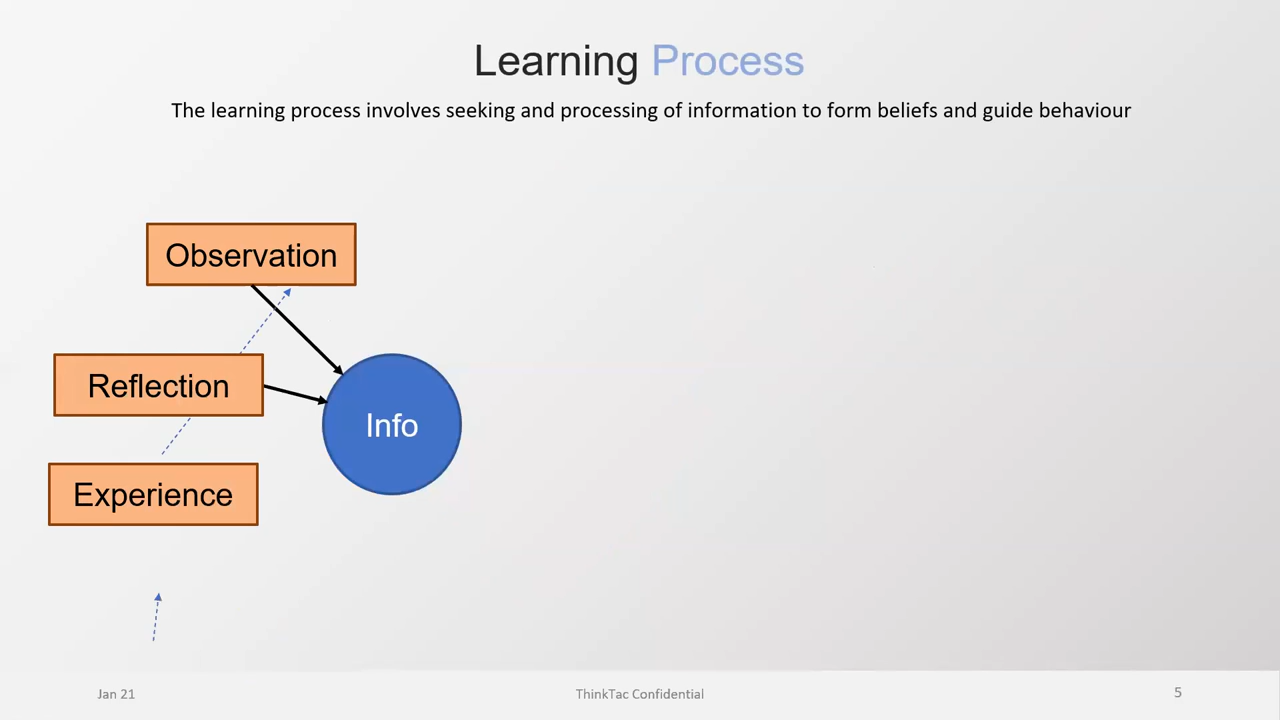 Learning Process
The learning process involves seeking and processing of information to form beliefs and guide behaviour
Observation
Reflection
Info
Experience
Jan 21
ThinkTac Confidential
5